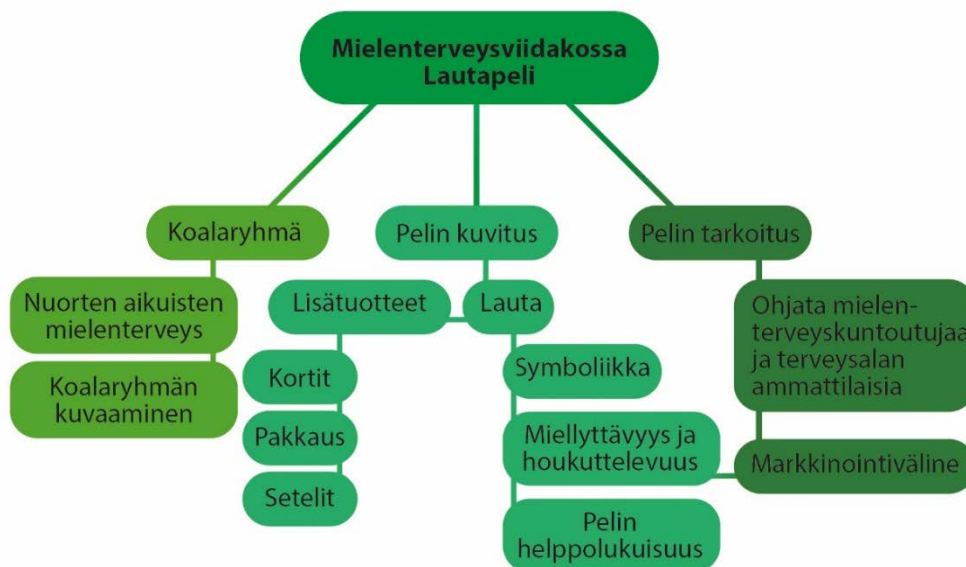 Mielenterveysviidakossa
Lautapeli
Koalaryhmä
Pelin kuvitus
Pelin tarkoitus
Nuorten aikuisten
mielenterveys
Koalaryhmän
kuvaaminen
Lisätuotteet
Lauta
Kortit
Pakkaus
Setelit
Symboliikka
Miellyttävyys ja
houkuttelevuus
Pelin
helppolukuisuus
Ohjata mielen-
terveyskuntoutujaa
ja terveysalan
ammattilaisia
Markkinointiväline